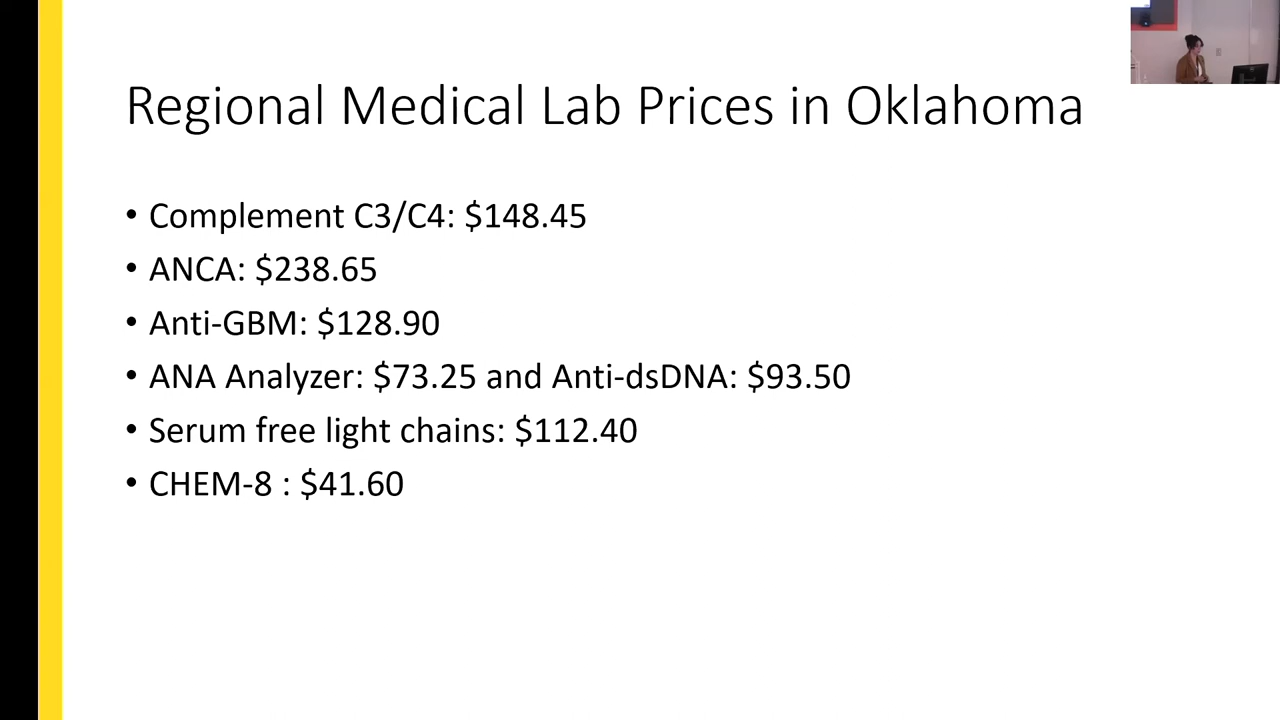 Regional Medical Lab Prices in Oklahoma
• Complement C3/C4: $148.45
• ANCA: $238.65
• Anti-GBM: $128.90
• ANA Analyzer: $73.25 and Anti-dsDNA: $93.50
• Serum free light chains: $112.40
• CHEM-8 : $41.60